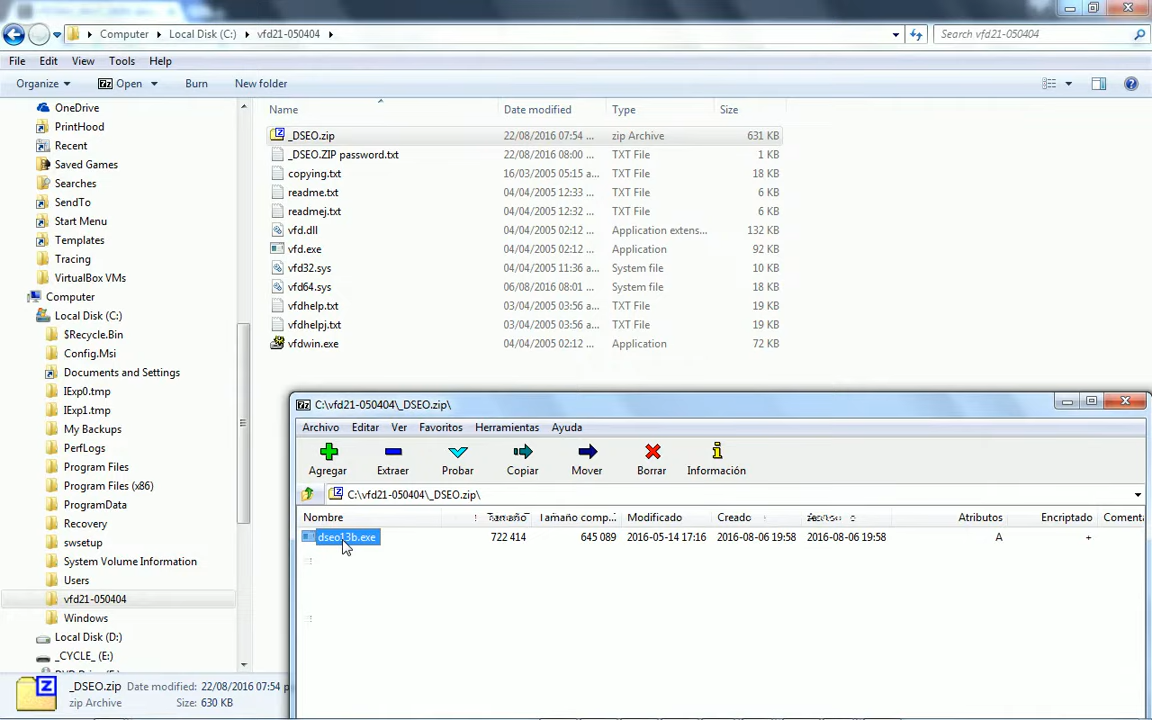 Computer Local Disk (C:) vfd21-050404 Search vfd21-050404
File Edit View Tools Help
Organize Open Burn New folder
Name Date modified Type Size
OneDrive
PrintHood
Recent
Saved Games
Searches
SendTo
Start Menu
Templates
Tracing
VirtualBox VMs
Computer
Local Disk (C:)
$Recycle.Bin
Config.Msi
Documents and Settings
IExp0.tmp
IExp1.tmp
My Backups
PerfLogs
Program Files
Program Files (x86)
ProgramData
Recovery
swsetup
System Volume Information
Users
vfd21-050404
Windows
Local Disk (D:)
_CYCLE_ (E:)
_DSEO.zip 22/08/2016 07:54 ... zip Archive 631 KB
_DSEO.ZIP password.txt 22/08/2016 08:00 ... TXT File 1 KB
copying.txt 16/03/2005 05:15 a... TXT File 18 KB
readme.txt 04/04/2005 12:33 ... TXT File 6 KB
readmej.txt 04/04/2005 12:32 ... TXT File 6 KB
vfd.dll 04/04/2005 02:12 ... Application extens... 132 KB
vfd.exe 04/04/2005 02:12 ... Application 92 KB
vfd32.sys 04/04/2005 11:36 a... System file 10 KB
vfd64.sys 06/08/2016 08:01 ... System file 18 KB
vfdhelp.txt 03/04/2005 03:56 a... TXT File 19 KB
vfdhelpj.txt 03/04/2005 03:56 a... TXT File 19 KB
vfdwin.exe 04/04/2005 02:12 ... Application 72 KB
C:\vfd21-050404\_DSEO.zip\
Archivo Editar Ver Favoritos Herramientas Ayuda
Agregar Extraer Probar Copiar Mover Borrar Información
C:\vfd21-050404\_DSEO.zip\
Nombre Tamaño Tamaño comp... Modificado Creado Atributos Encriptado Comenta
dseo13b.exe 722 414 645 089 2016-05-14 17:16 2016-08-06 19:58 2016-08-06 19:58 A +
_DSEO.zip Date modified: 22/08/2016 07:54 p
zip Archive Size: 630 KB